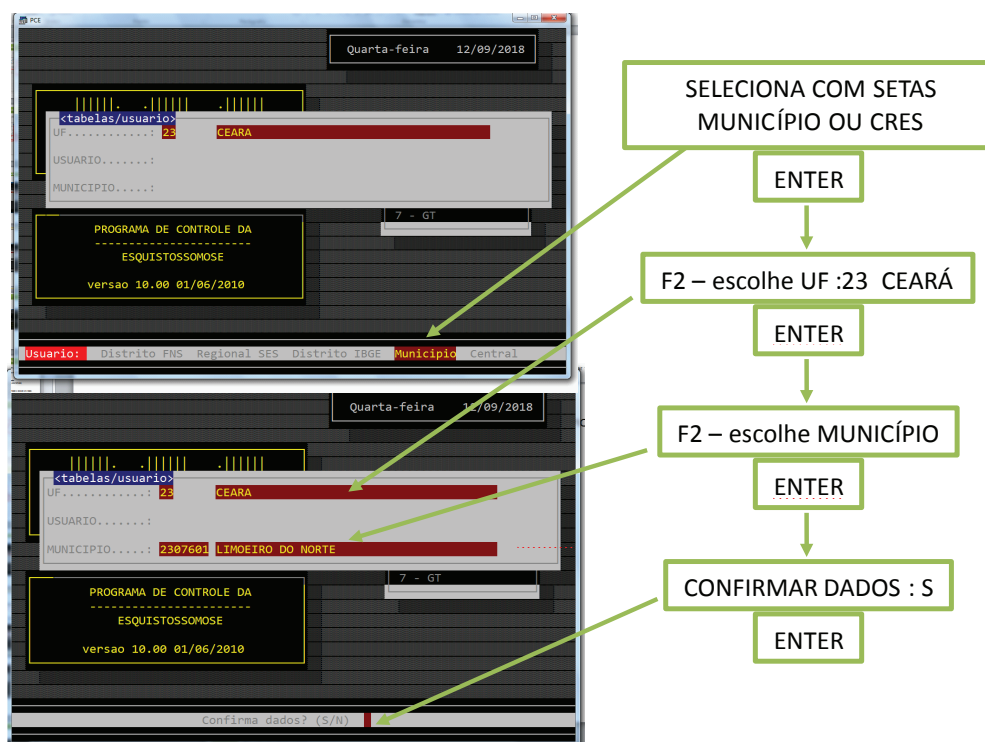 PCE
Quarta-feira 12/09/2018
<tabelas/usuario>
UF............: 23 CEARA
USUARIO.......:
MUNICIPIO.....:
7 - GT
PROGRAMA DE CONTROLE DA
-------------------------
ESQUISTOSSOMOSE
versao 10.00 01/06/2010
Usuario: Distrito FNS Regional SES Distrito IBGE Municipio Central
Quarta-feira 12/09/2018
<tabelas/usuario>
UF............: 23 CEARA
USUARIO.......:
MUNICIPIO.....: 2307601 LIMOEIRO DO NORTE
7 - GT
PROGRAMA DE CONTROLE DA
-------------------------
ESQUISTOSSOMOSE
versao 10.00 01/06/2010
Confirma dados? (S/N)
SELECIONA COM SETAS
MUNICÍPIO OU CRES
ENTER
F2 – escolhe UF :23 CEARÁ
ENTER
F2 – escolhe MUNICÍPIO
ENTER
CONFIRMAR DADOS : S
ENTER